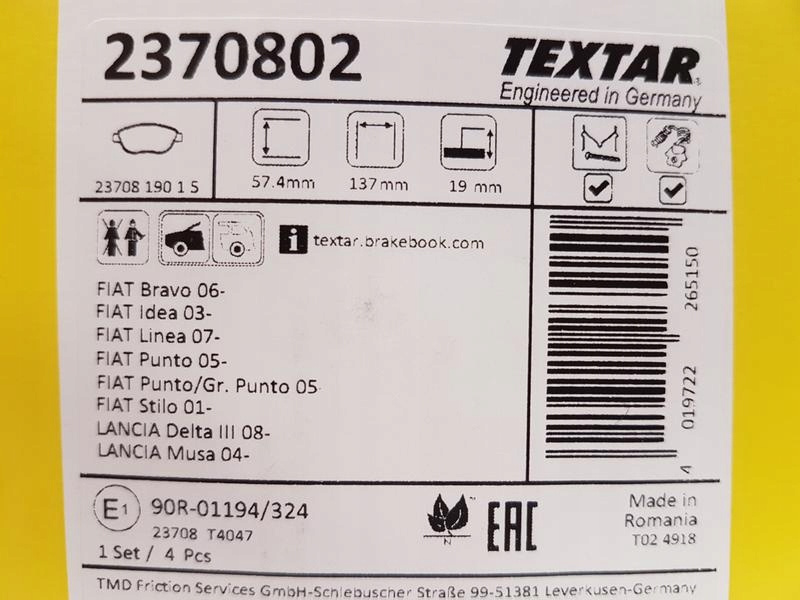 2370802
TEXTAR
Engineered in Germany
23708 190 1 5
57.4mm
137mm
19 mm
i textar.brakebook.com
FIAT Bravo 06-
FIAT Idea 03-
FIAT Linea 07-
FIAT Punto 05-
FIAT Punto/Gr. Punto 05
FIAT Stilo 01-
LANCIA Delta III 08-
LANCIA Musa 04-
4 019722 265150
E1 90R-01194/324
23708 T4047
1 Set / 4 Pcs
N
EAC
Made in
Romania
T02 4918
TMD Friction Services GmbH-Schlebuscher Straße 99-51381 Leverkusen-Germany